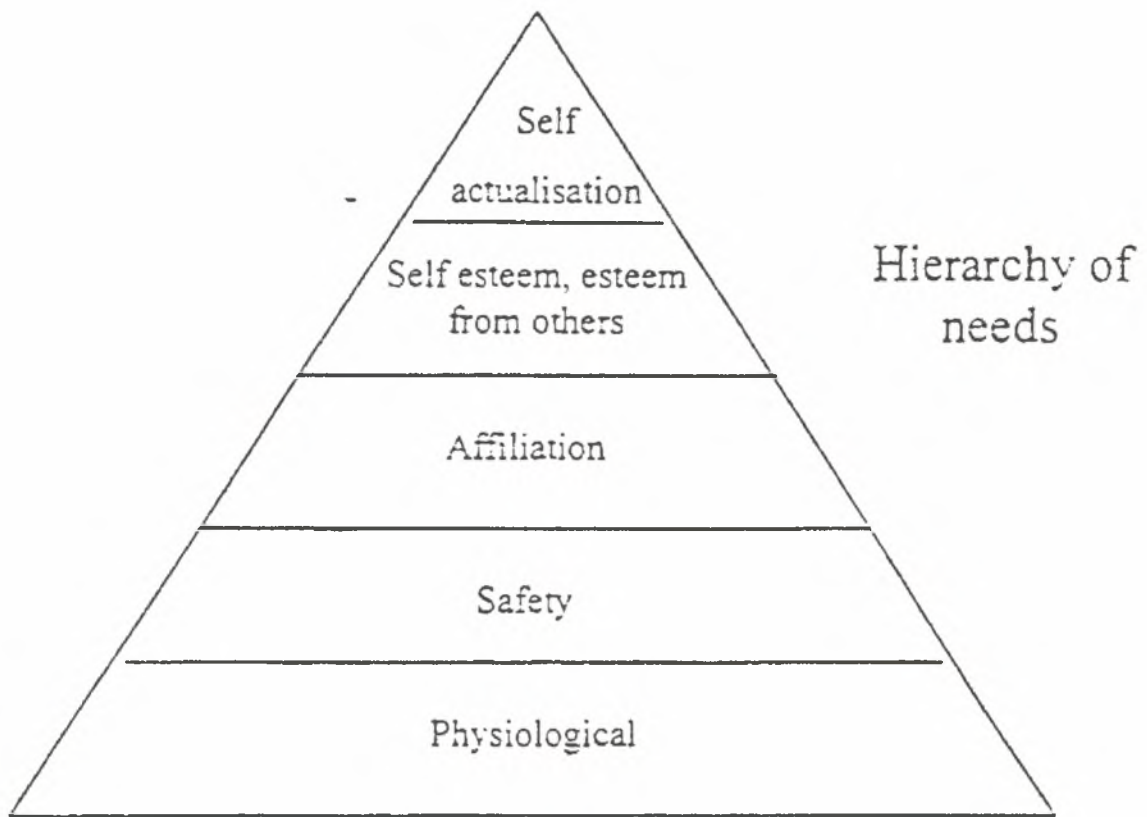 Self
actualisation
Self esteem, esteem
from others
Hierarchy of
needs
Affiliation
Safety
Physiological